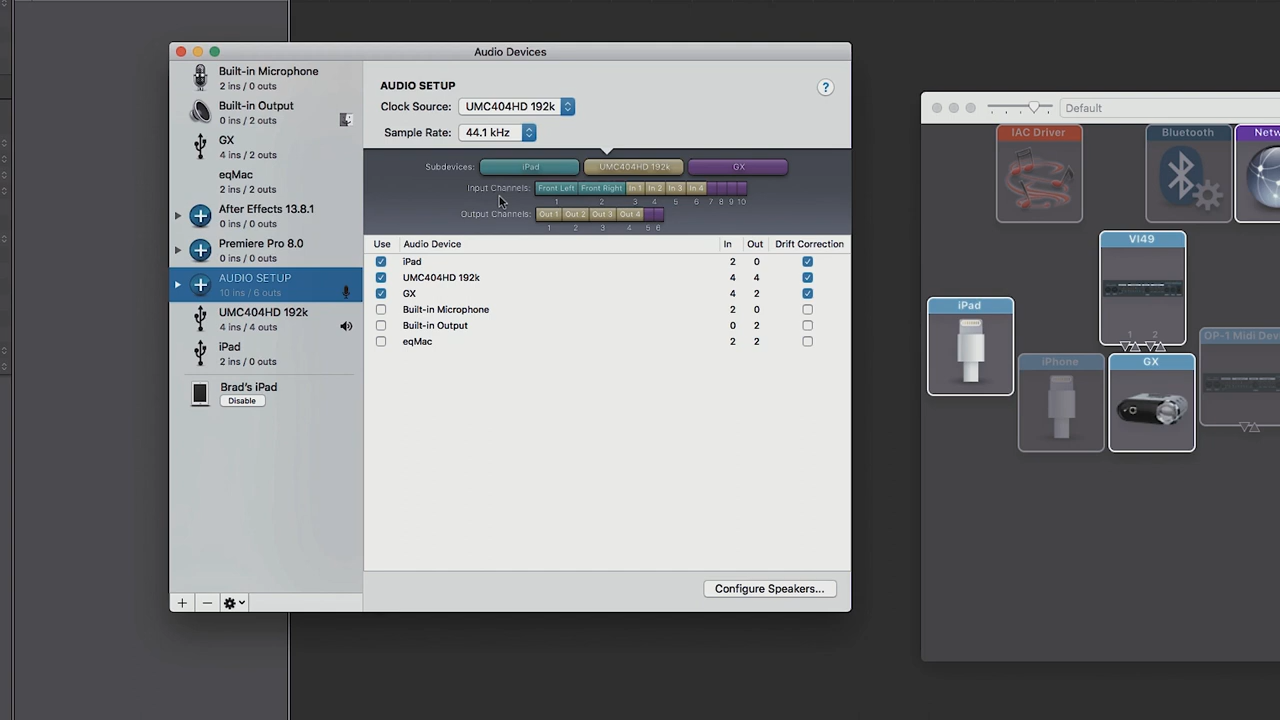 Audio Devices
Built-in Microphone
2 ins / 0 outs
Built-in Output
0 ins / 2 outs
GX
4 ins / 2 outs
eqMac
2 ins / 2 outs
After Effects 13.8.1
0 ins / 0 outs
Premiere Pro 8.0
0 ins / 0 outs
AUDIO SETUP
10 ins / 6 outs
UMC404HD 192k
4 ins / 4 outs
iPad
2 ins / 0 outs
Brad's iPad
Disable
AUDIO SETUP
?
Clock Source: UMC404HD 192k
Sample Rate: 44.1 kHz
Subdevices: iPad UMC404HD 192k GX
Input Channels: Front Left Front Right In 1 In 2 In 3 In 4
1 2 3 4 5 6 7 8 9 10
Output Channels: Out 1 Out 2 Out 3 Out 4
1 2 3 4 5 6
Use Audio Device In Out Drift Correction
iPad 2 0
UMC404HD 192k 4 4
GX 4 2
Built-in Microphone 2 0
Built-in Output 0 2
eqMac 2 2
Configure Speakers...
Default
IAC Driver
Bluetooth
Netw
VI49
1 2
iPad
iPhone
GX
OP-1 Midi Dev